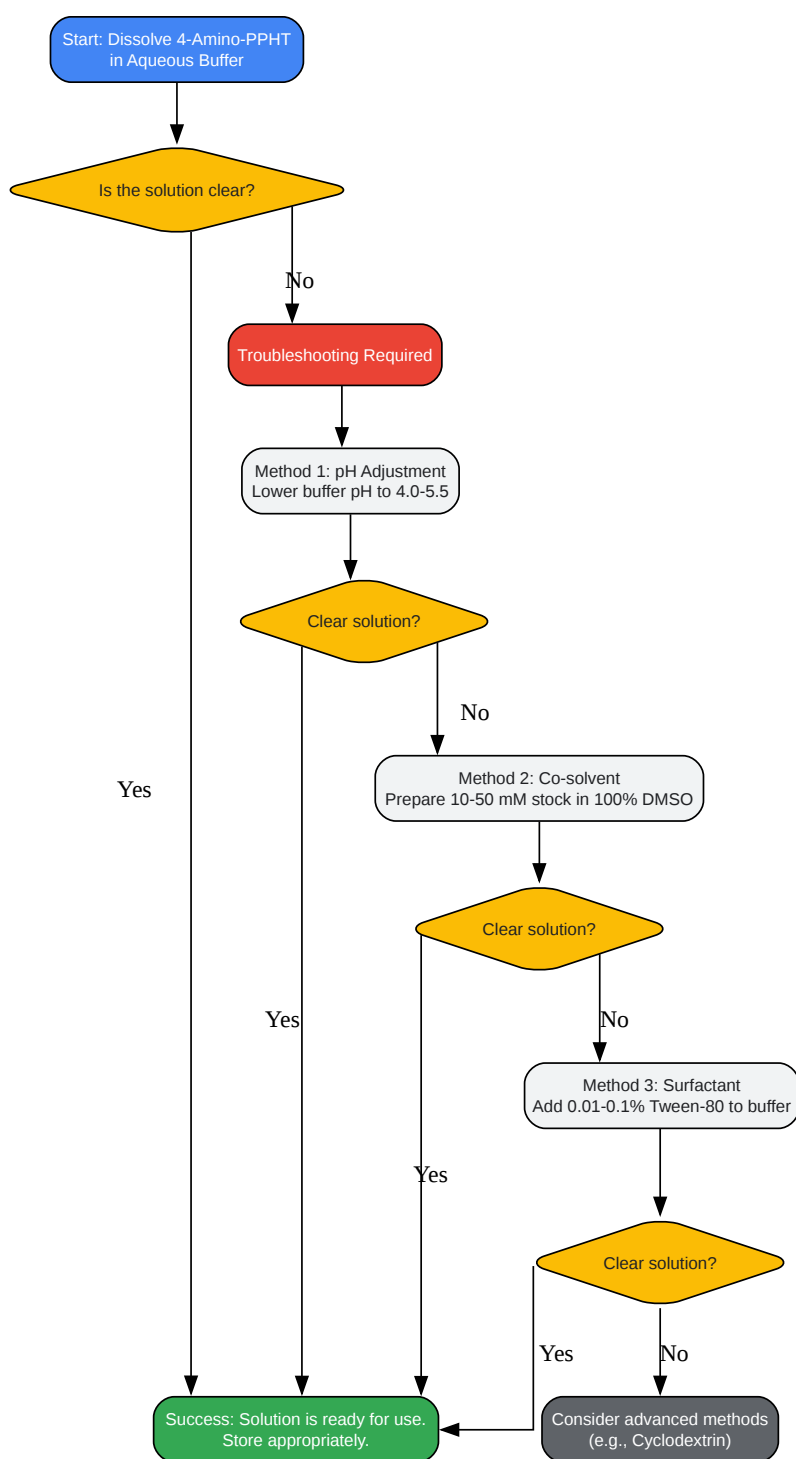 Start: Dissolve 4-Amino-PPHT
in Aqueous Buffer
Is the solution clear?
No
Troubleshooting Required
Method 1: pH Adjustment
Lower buffer pH to 4.0-5.5
Clear solution?
No
Method 2: Co-solvent
Prepare 10-50 mM stock in 100% DMSO
Yes
Clear solution?
Yes
No
Method 3: Surfactant
Add 0.01-0.1% Tween-80 to buffer
Yes
Clear solution?
Yes
No
Success: Solution is ready for use.
Store appropriately.
Consider advanced methods
(e.g., Cyclodextrin)